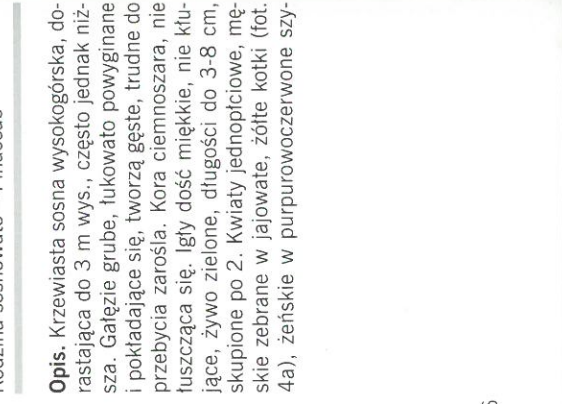 Opis. Krzewiasta sosna wysokogórska, do-
rastająca do 3 m wys., często jednak niż-
sza. Gałęzie grube, łukowato powyginane
i pokładające się, tworzą gęste, trudne do
przebycia zarośla. Kora ciemnoszara, nie
łuszcząca się. Igły dość miękkie, nie kłu-
jące, żywo zielone, długości do 3-8 cm,
skupione po 2. Kwiaty jednopłciowe, mę-
skie zebrane w jajowate, żółte kotki (fot.
4a), żeńskie w purpurowoczerwone szy-